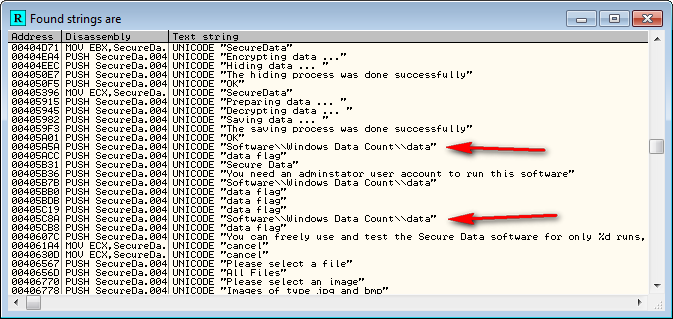 R Found strings are
Address Disassembly Text string
00404D71 MOV EBX,SecureDa. UNICODE "SecureData"
00404EA4 PUSH SecureDa.004 UNICODE "Encrypting data ..."
00404EEC PUSH SecureDa.004 UNICODE "Hiding data ... "
004050E7 PUSH SecureDa.004 UNICODE "The hiding process was done successfully"
004050F5 PUSH SecureDa.004 UNICODE "OK"
00405396 MOV ECX,SecureDa. UNICODE "SecureData"
00405915 PUSH SecureDa.004 UNICODE "Preparing data ... "
00405945 PUSH SecureDa.004 UNICODE "Decrypting data ... "
00405982 PUSH SecureDa.004 UNICODE "Saving data ... "
004059F3 PUSH SecureDa.004 UNICODE "The saving process was done successfully"
00405A01 PUSH SecureDa.004 UNICODE "OK"
00405A5A PUSH SecureDa.004 UNICODE "Software\\Windows Data Count\\data"
00405ACC PUSH SecureDa.004 UNICODE "data flag"
00405B31 PUSH SecureDa.004 UNICODE "Secure Data"
00405B36 PUSH SecureDa.004 UNICODE "You need an adminstator user account to run this software"
00405B7B PUSH SecureDa.004 UNICODE "Software\\Windows Data Count\\data"
00405BB0 PUSH SecureDa.004 UNICODE "data flag"
00405BDB PUSH SecureDa.004 UNICODE "data flag"
00405C19 PUSH SecureDa.004 UNICODE "data flag"
00405C8A PUSH SecureDa.004 UNICODE "Software\\Windows Data Count\\data"
00405CB8 PUSH SecureDa.004 UNICODE "data flag"
0040607C PUSH SecureDa.004 UNICODE "You can freely use and test the Secure Data software for only %d runs,
004061A4 MOV ECX,SecureDa. UNICODE "cancel"
0040630D MOV ECX,SecureDa. UNICODE "cancel"
00406567 PUSH SecureDa.004 UNICODE "Please select a file"
0040656D PUSH SecureDa.004 UNICODE "All Files"
00406770 PUSH SecureDa.004 UNICODE "Please select an image"
00406778 PUSH SecureDa.004 UNICODE "Images of type jpg and bmp"